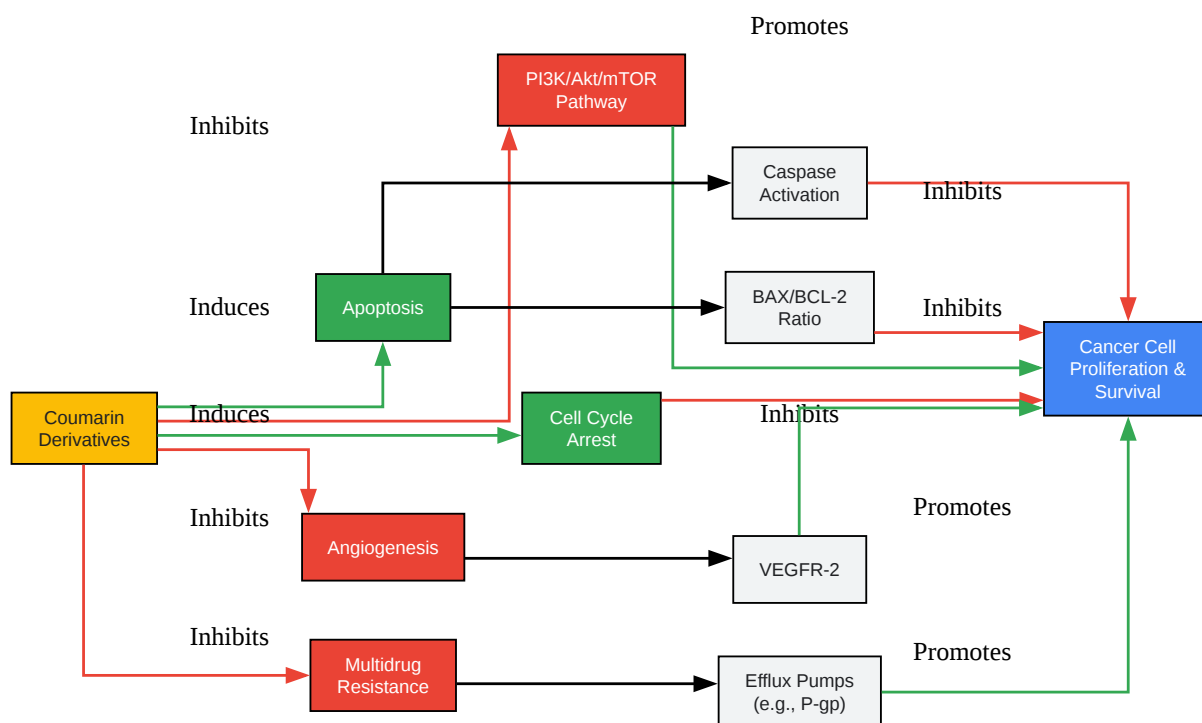 Promotes
PI3K/Akt/mTOR
Pathway
Inhibits
Caspase
Activation
Inhibits
Induces
Apoptosis
BAX/BCL-2
Ratio
Inhibits
Cancer Cell
Proliferation &
Survival
Coumarin
Derivatives
Induces
Cell Cycle
Arrest
Inhibits
Inhibits
Angiogenesis
VEGFR-2
Promotes
Inhibits
Multidrug
Resistance
Efflux Pumps
(e.g., P-gp)
Promotes